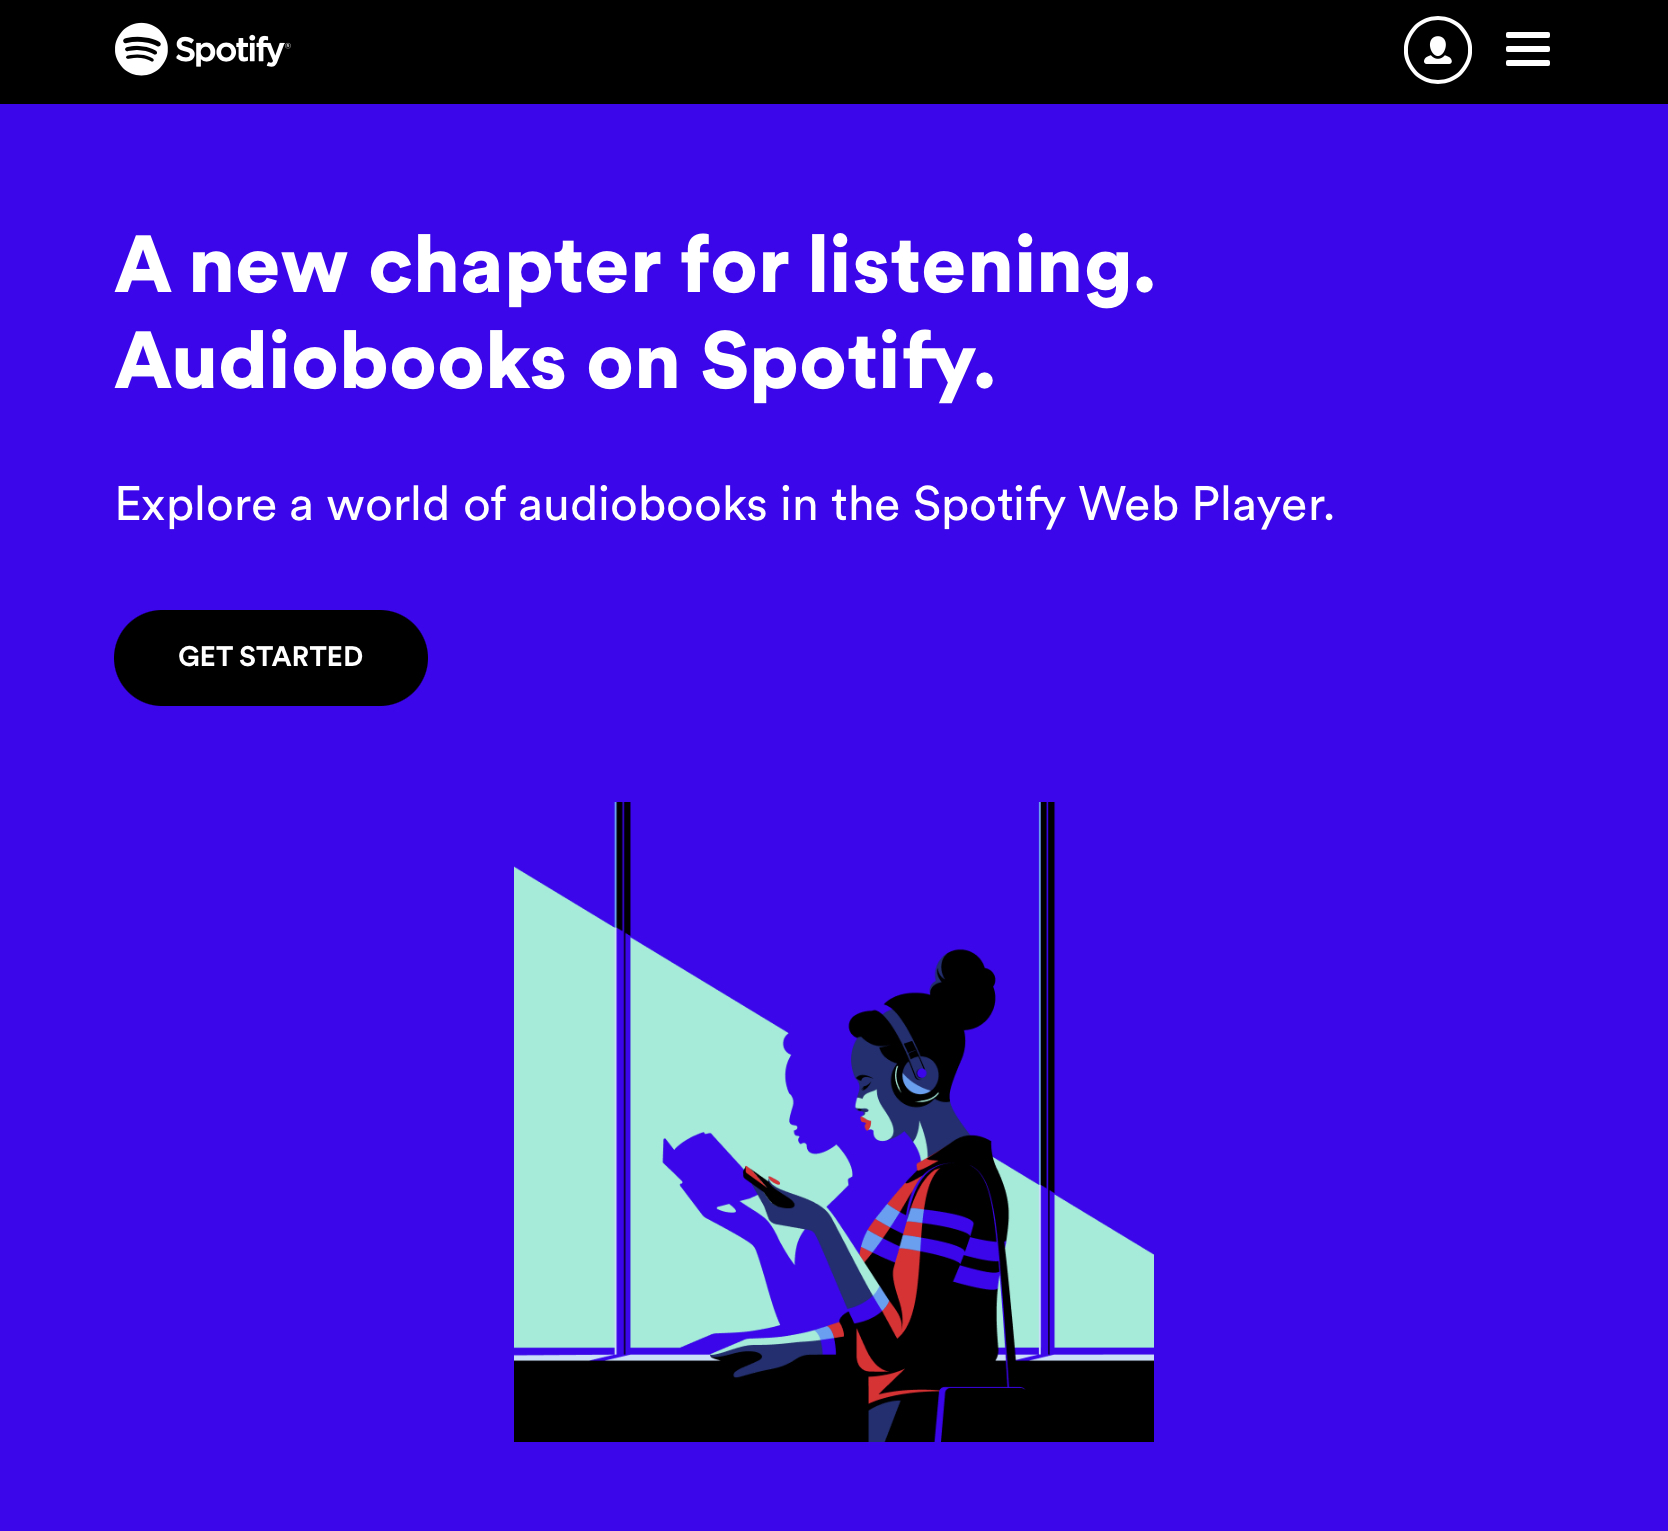 Spotify®
A new chapter for listening.
Audiobooks on Spotify.
Explore a world of audiobooks in the Spotify Web Player.
GET STARTED